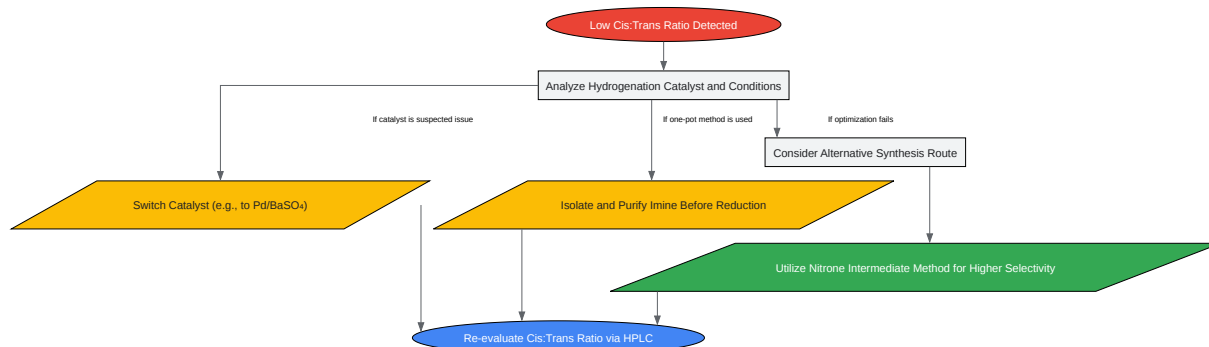 Low Cis:Trans Ratio Detected
Analyze Hydrogenation Catalyst and Conditions
If catalyst is suspected issue
If one-pot method is used
If optimization fails
Consider Alternative Synthesis Route
Switch Catalyst (e.g., to Pd/BaSO₄)
Isolate and Purify Imine Before Reduction
Utilize Nitrone Intermediate Method for Higher Selectivity
Re-evaluate Cis:Trans Ratio via HPLC